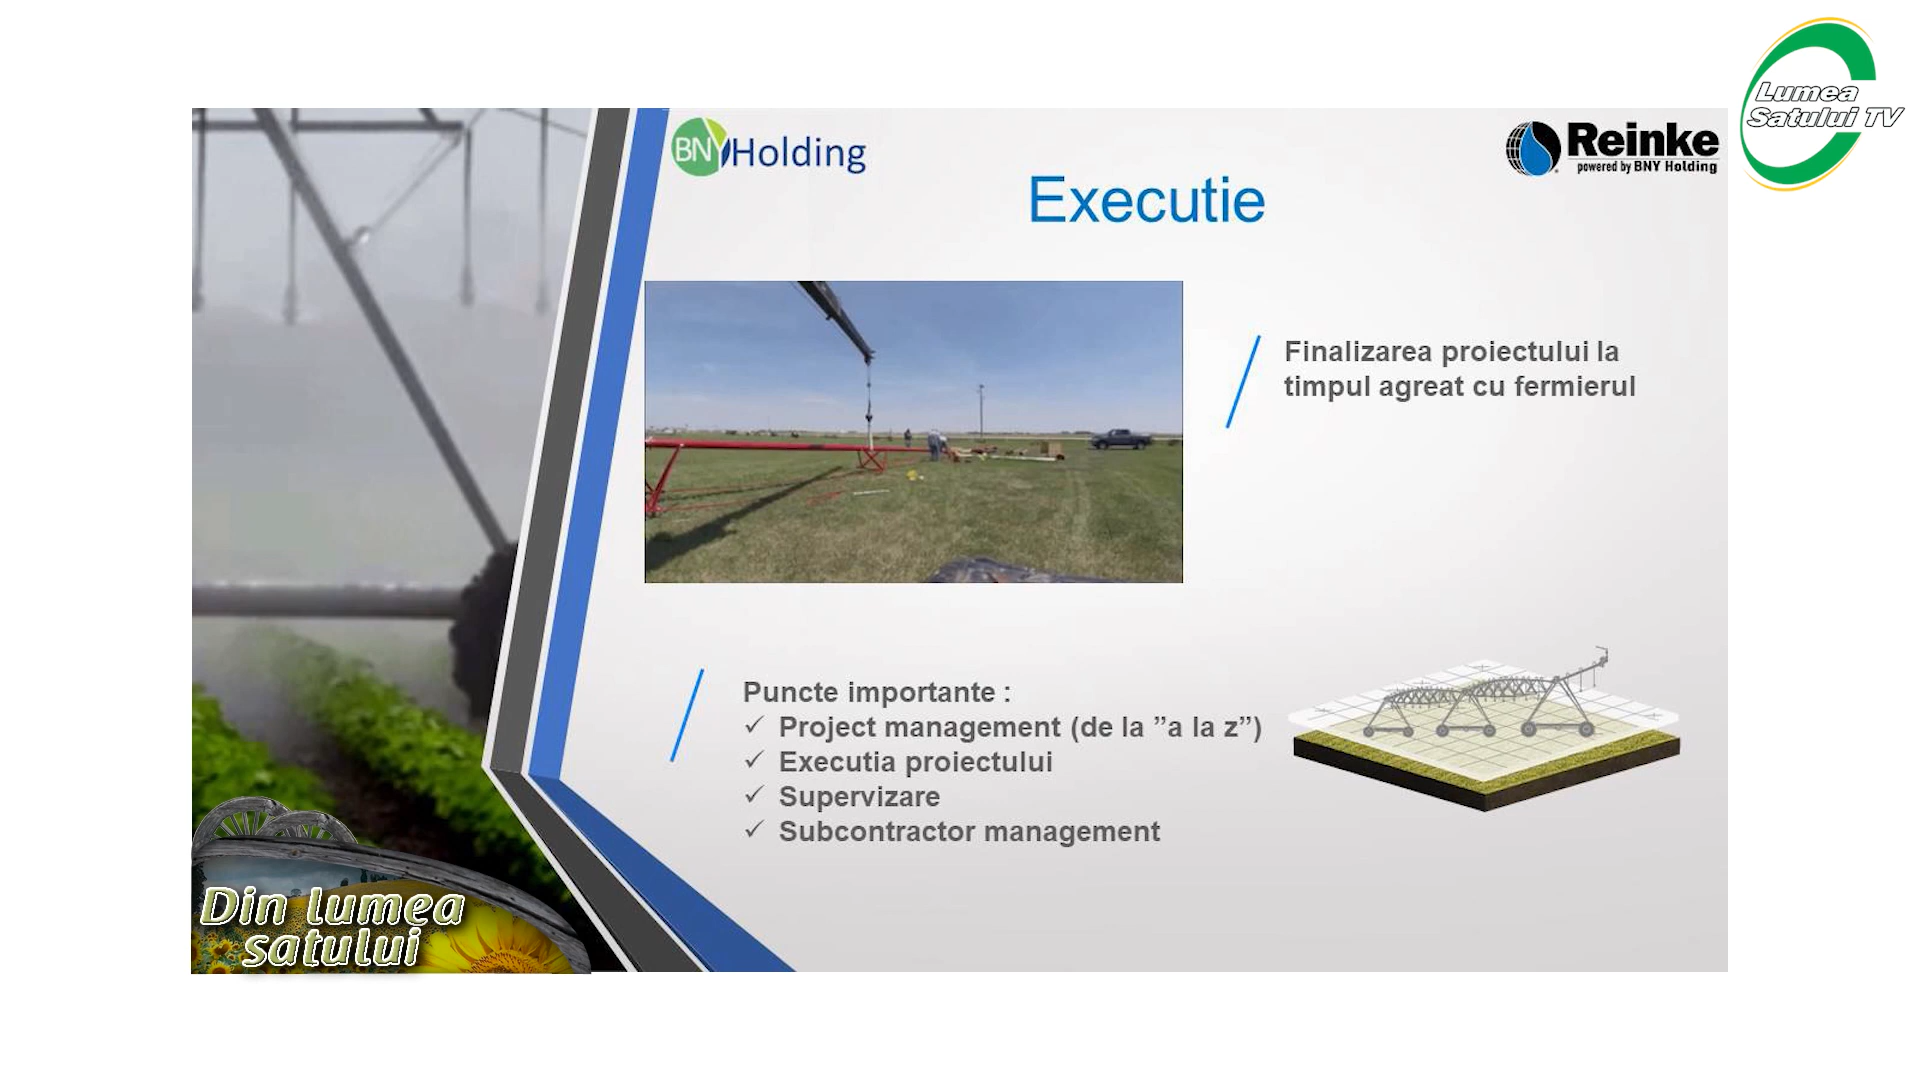 Lumea
Satului TV
BNY Holding
Reinke
powered by BNY Holding
Executie
Finalizarea proiectului la
timpul agreat cu fermierul
Puncte importante :
✓ Project management (de la ”a la z”)
✓ Executia proiectului
✓ Supervizare
✓ Subcontractor management
Din lumea
satului